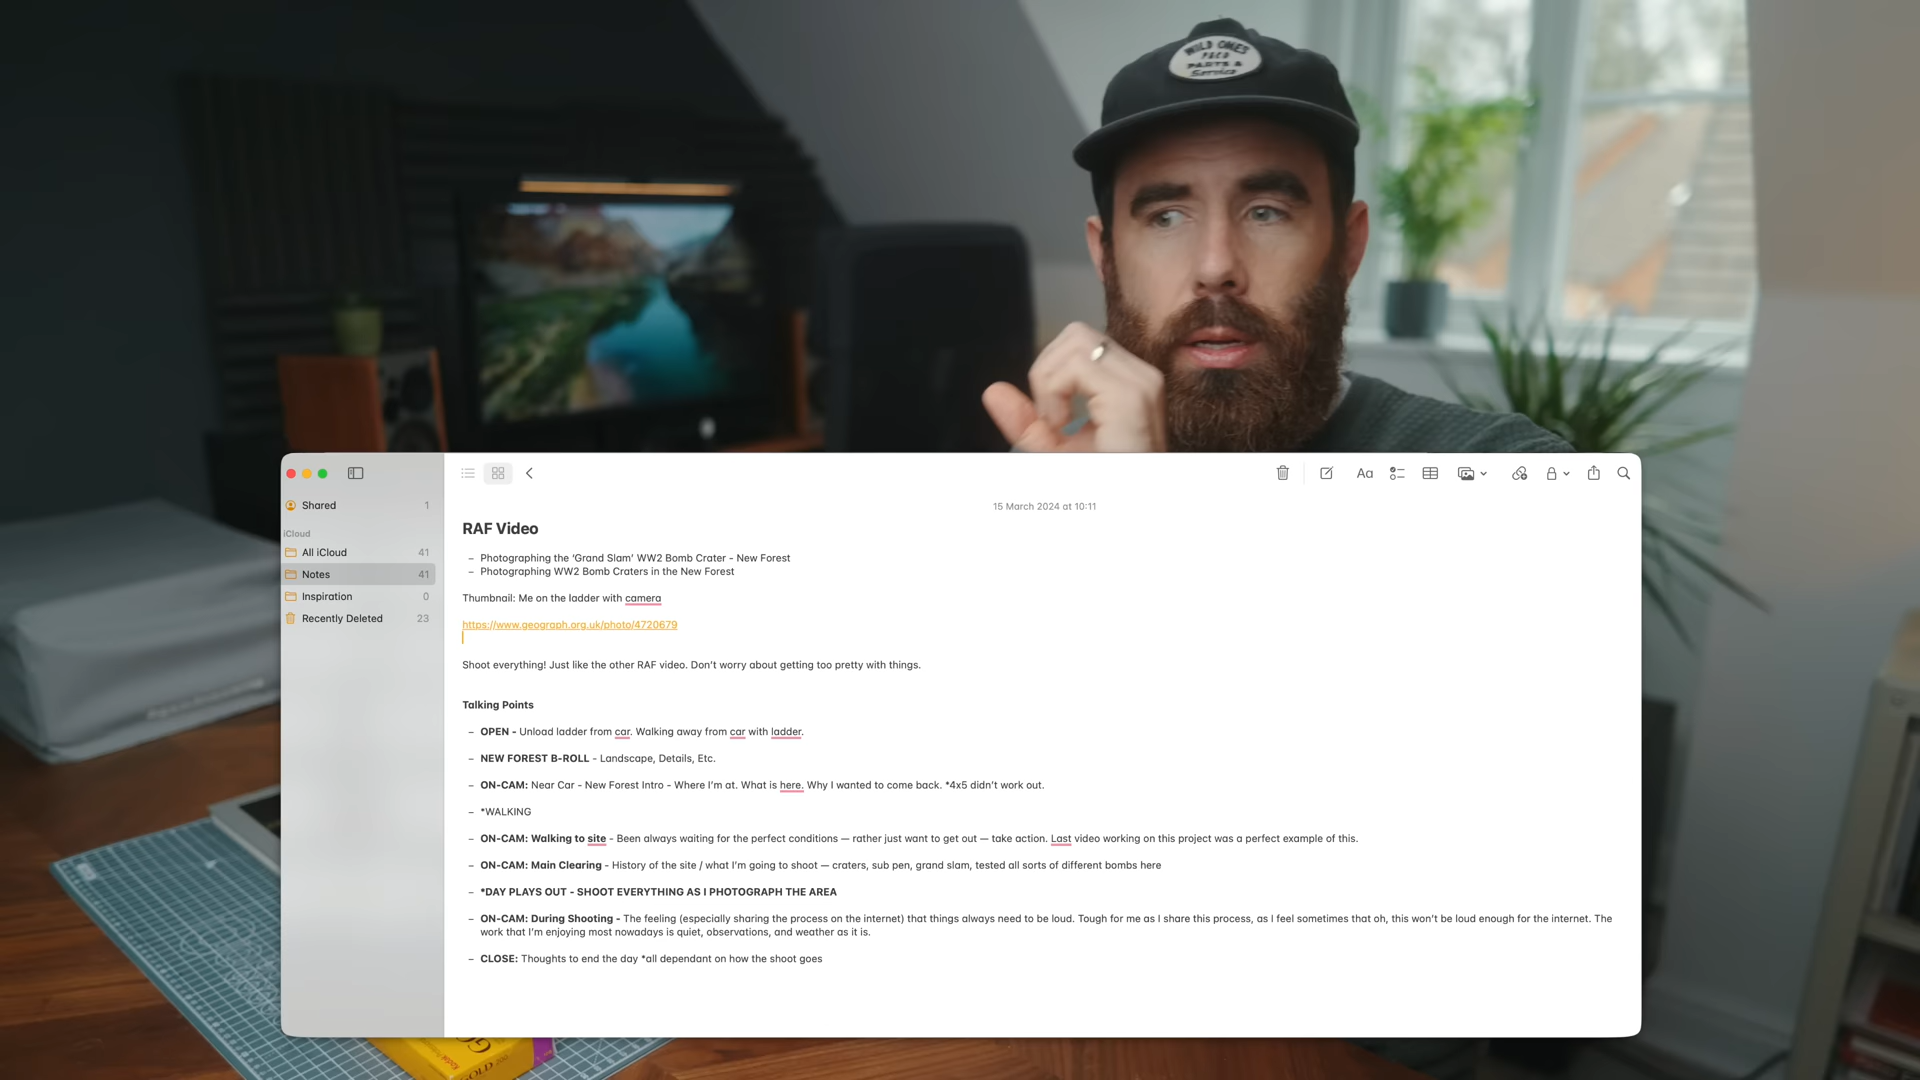 WILD ONES
PARTS &
Service
Shared 1
iCloud
All iCloud 41
Notes 41
Inspiration 0
Recently Deleted 23
Aa
15 March 2024 at 10:11
RAF Video
– Photographing the ‘Grand Slam’ WW2 Bomb Crater - New Forest
– Photographing WW2 Bomb Craters in the New Forest
Thumbnail: Me on the ladder with camera
https://www.geograph.org.uk/photo/4720679
Shoot everything! Just like the other RAF video. Don’t worry about getting too pretty with things.
Talking Points
– OPEN - Unload ladder from car. Walking away from car with ladder.
– NEW FOREST B-ROLL - Landscape, Details, Etc.
– ON-CAM: Near Car - New Forest Intro - Where I’m at. What is here. Why I wanted to come back. *4x5 didn’t work out.
– *WALKING
– ON-CAM: Walking to site - Been always waiting for the perfect conditions — rather just want to get out — take action. Last video working on this project was a perfect example of this.
– ON-CAM: Main Clearing - History of the site / what I’m going to shoot — craters, sub pen, grand slam, tested all sorts of different bombs here
– *DAY PLAYS OUT - SHOOT EVERYTHING AS I PHOTOGRAPH THE AREA
– ON-CAM: During Shooting - The feeling (especially sharing the process on the internet) that things always need to be loud. Tough for me as I share this process, as I feel sometimes that oh, this won’t be loud enough for the internet. The
work that I’m enjoying most nowadays is quiet, observations, and weather as it is.
– CLOSE: Thoughts to end the day *all dependant on how the shoot goes